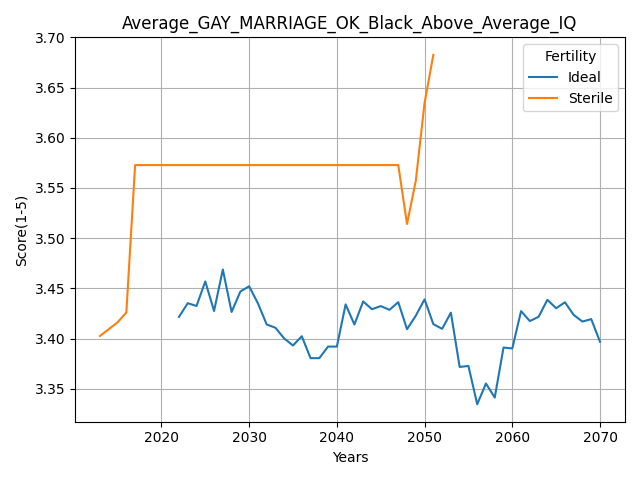 Average_GAY_MARRIAGE_OK_Black_Above_Average_IQ
Fertility
Ideal
Sterile
Score(1-5)
3.70
3.65
3.60
3.55
3.50
3.45
3.40
3.35
2020 2030 2040 2050 2060 2070
Years